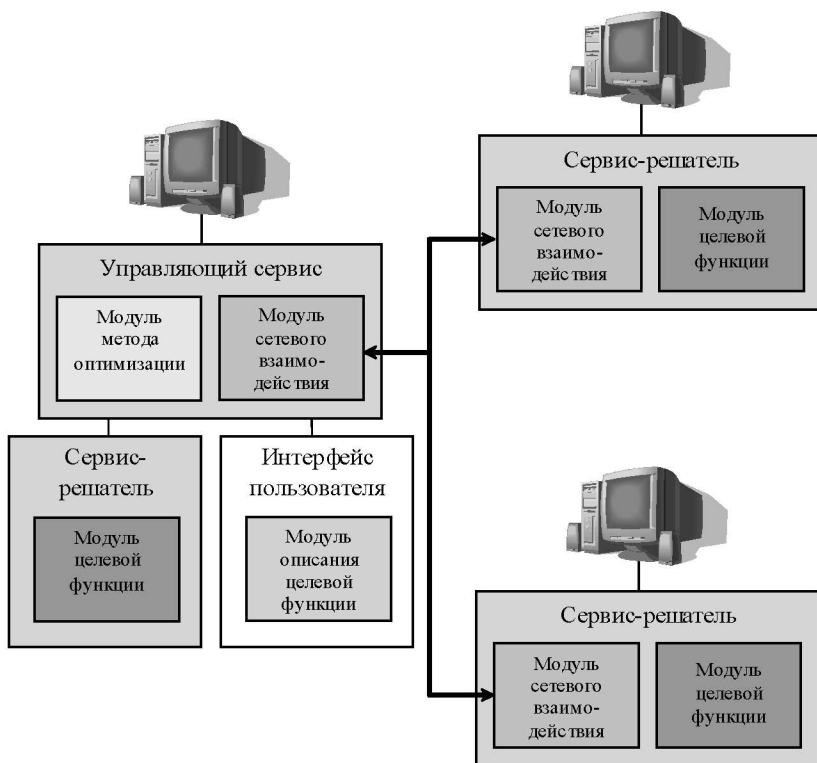 Сервис-решатель
Модуль
сетевого
взаимо-
действия
Модуль
целевой
функции
Управляющий сервис
Модуль
метода
оптимизации
Модуль
сетевого
взаимо-
действия
Сервис-
решатель
Модуль
целевой
функции
Интерфейс
пользователя
Модуль
описания
целевой
функции
Сервис-решатель
Модуль
сетевого
взаимо-
действия
Модуль
целевой
функции